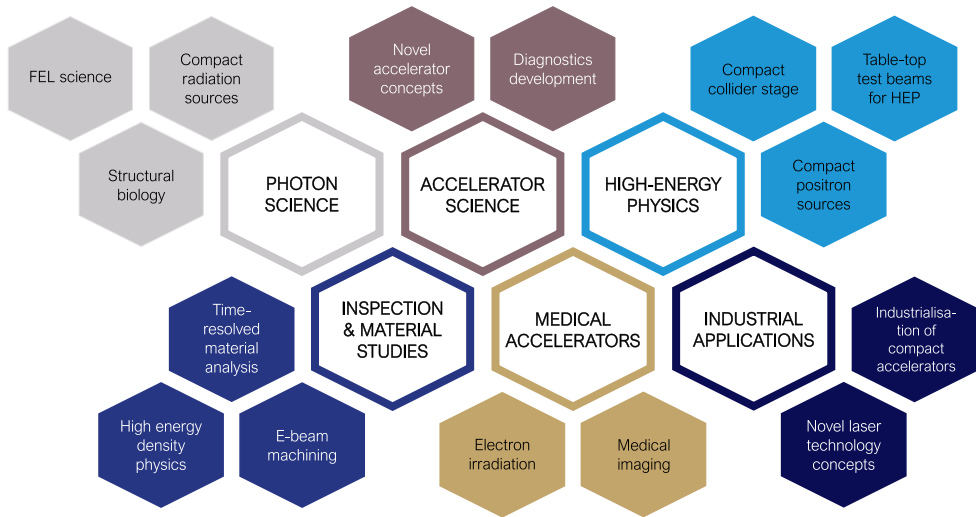 FEL science
Compact
radiation
sources
Structural
biology
PHOTON
SCIENCE
Novel
accelerator
concepts
Diagnostics
development
ACCELERATOR
SCIENCE
Compact
collider stage
Table-top
test beams
for HEP
Compact
positron
sources
HIGH-ENERGY
PHYSICS
Time-
resolved
material
analysis
High energy
density
physics
E-beam
machining
INSPECTION
& MATERIAL
STUDIES
MEDICAL
ACCELERATORS
Electron
irradiation
Medical
imaging
INDUSTRIAL
APPLICATIONS
Industrialisa-
tion of
compact
accelerators
Novel laser
technology
concepts